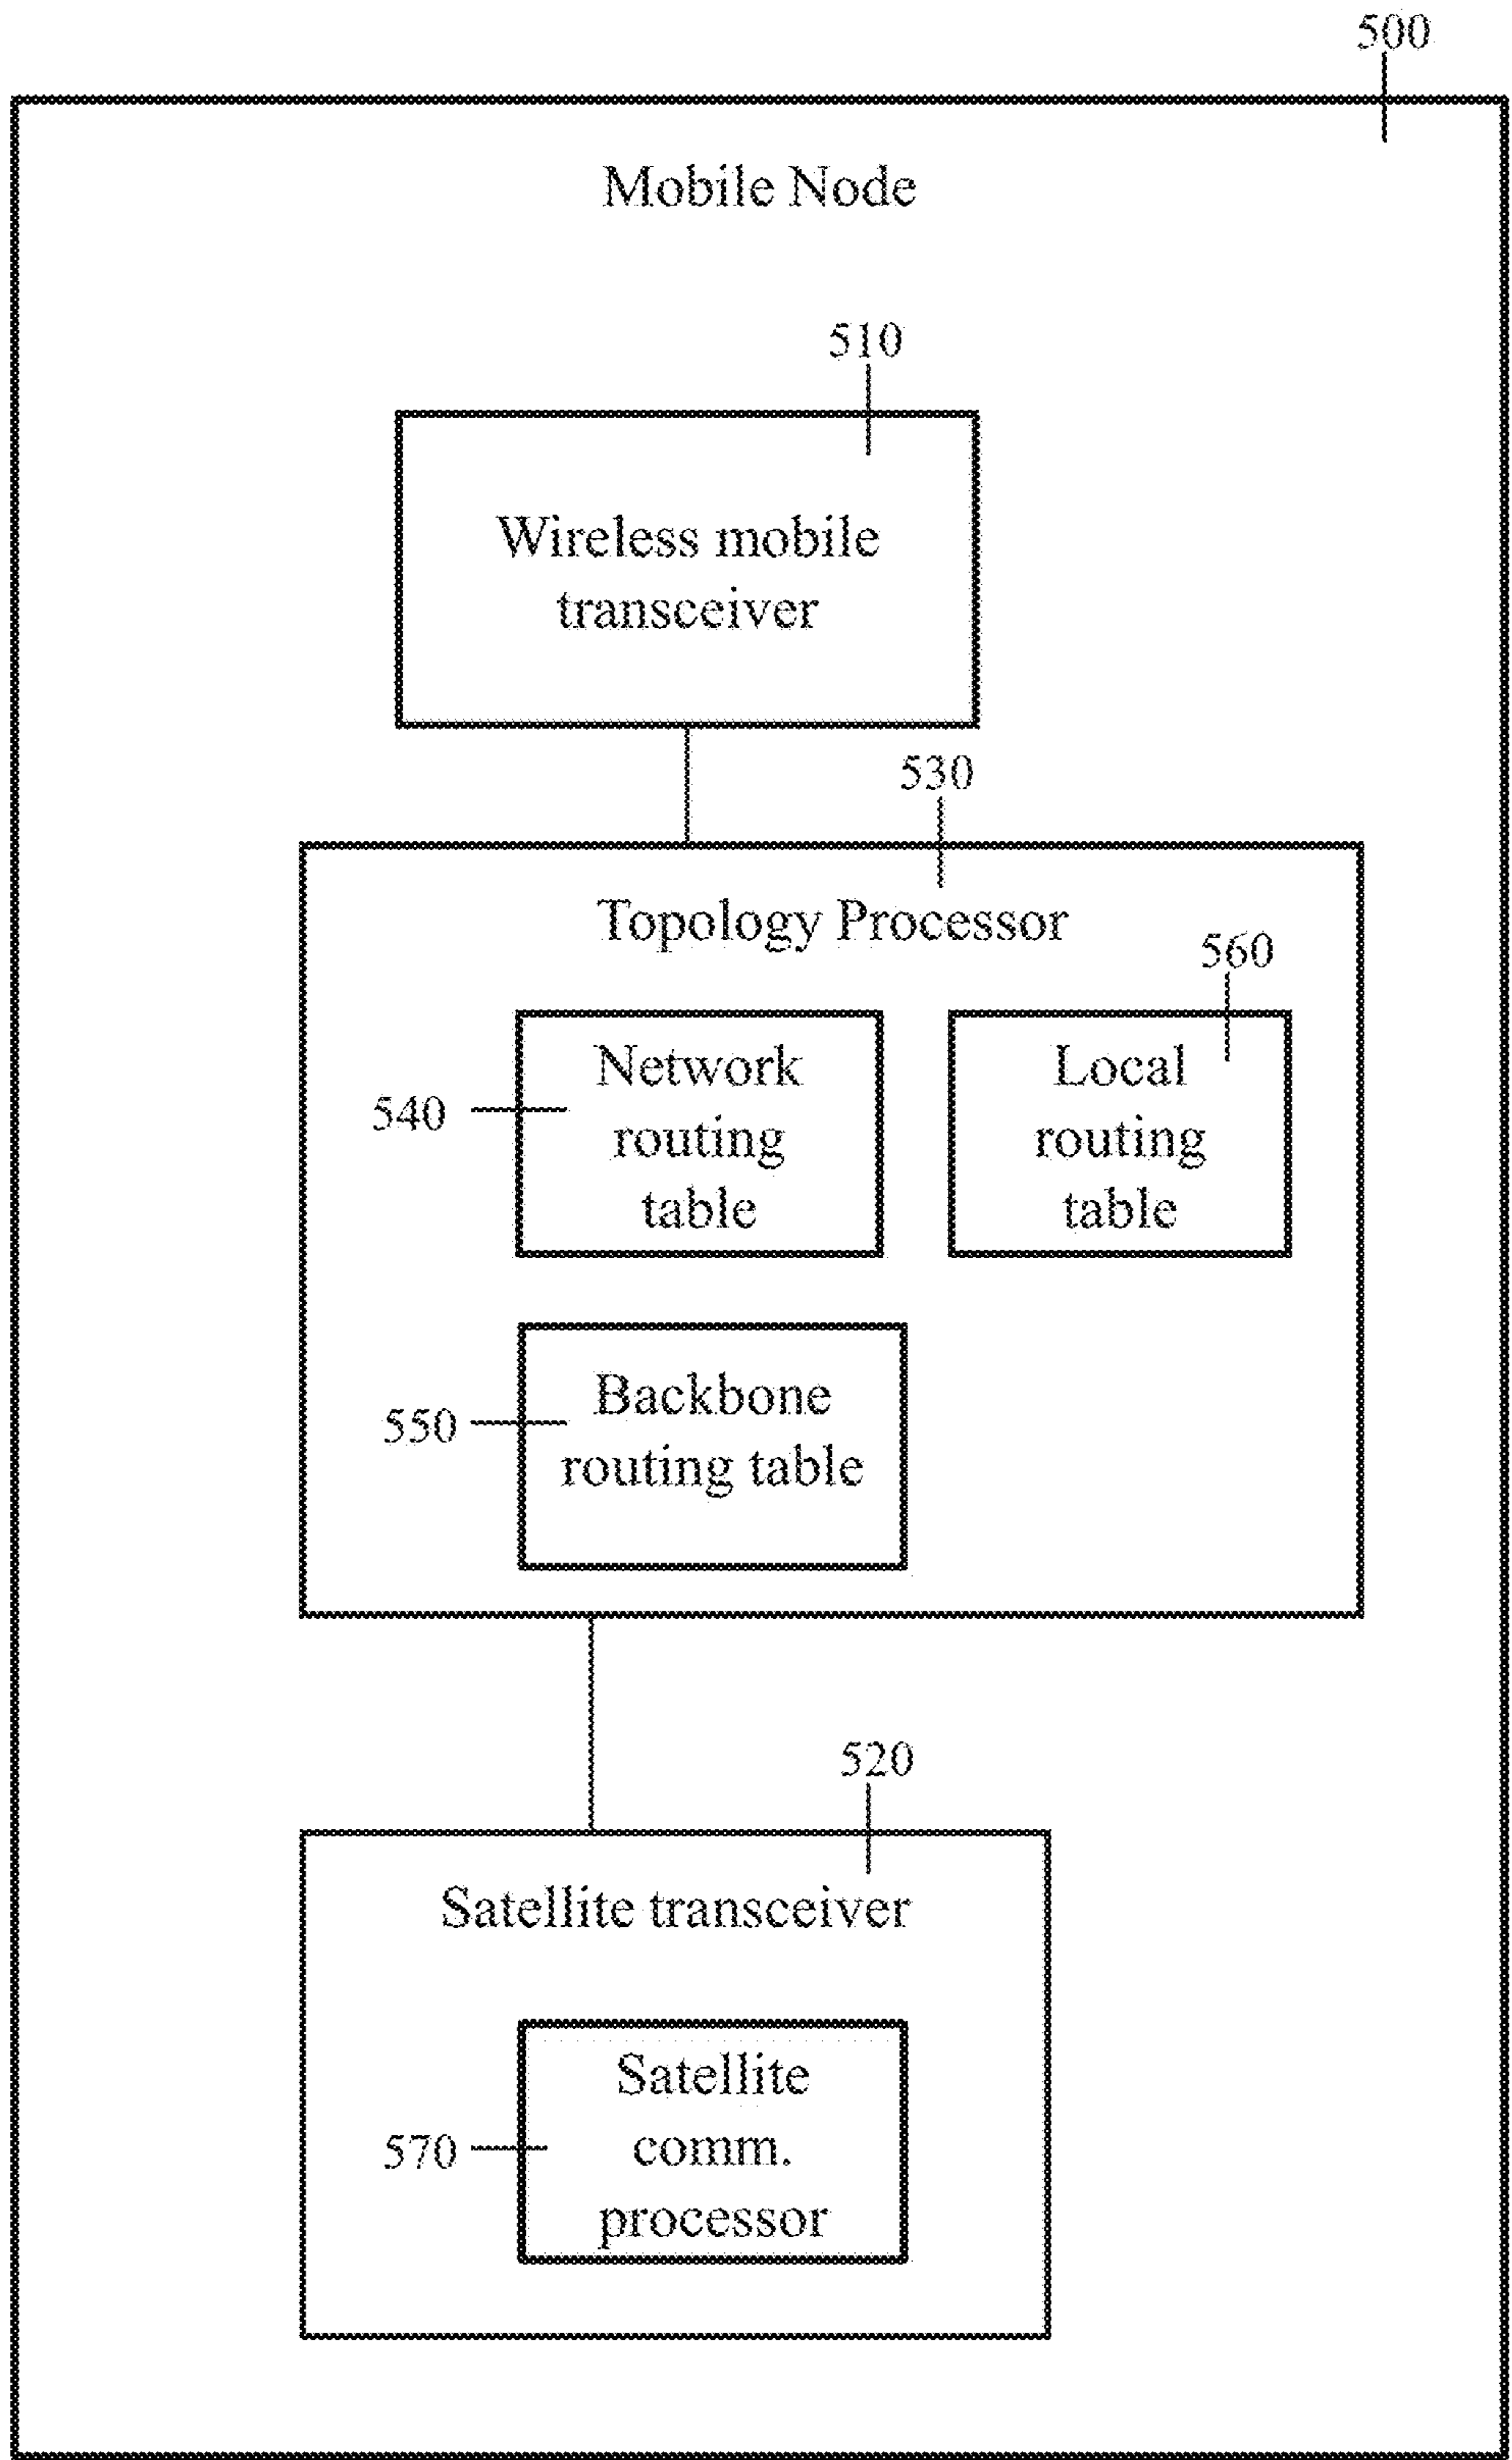 500
Mobile Node
510
Wireless mobile
transceiver
530
Topology Processor
560
Network
routing
table
540
Local
routing
table
Backbone
routing table
550
520
Satellite transceiver
Satellite
comm.
processor
570